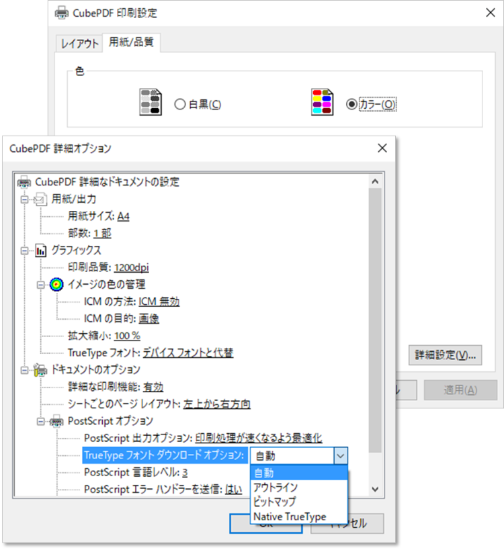 CubePDF 印刷設定
レイアウト 用紙/品質
色
白黒(C) カラー(O)
CubePDF 詳細オプション
CubePDF 詳細なドキュメントの設定
用紙/出力
用紙サイズ: A4
部数: 1 部
グラフィックス
印刷品質: 1200dpi
イメージの色の管理
ICM の方法: ICM 無効
ICM の目的: 画像
拡大縮小: 100 %
TrueType フォント: デバイス フォントと代替
詳細設定(V)...
ドキュメントのオプション
適用(A)
詳細な印刷機能: 有効
シートごとのページ レイアウト: 左上から右方向
PostScript オプション
PostScript 出力オプション: 印刷処理が速くなるよう最適化
TrueType フォント ダウンロード オプション: 自動
PostScript 言語レベル: 3
PostScript エラー ハンドラーを送信: はい
自動
アウトライン
ビットマップ
Native TrueType